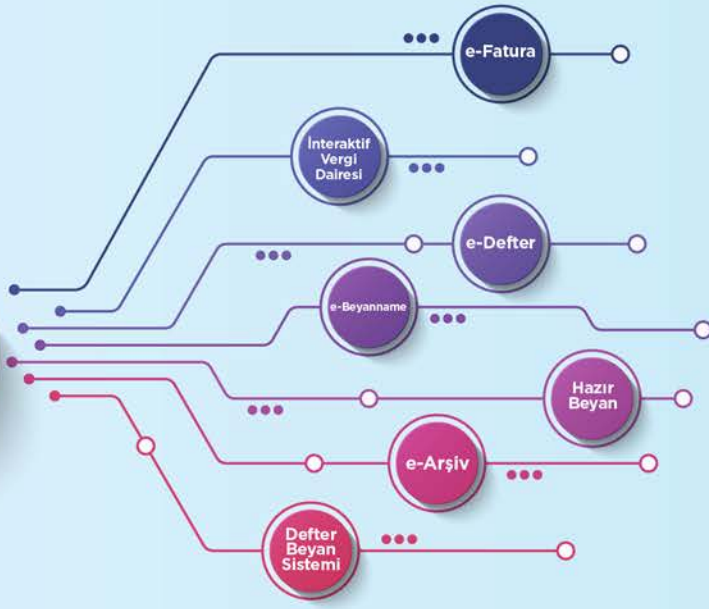 e-Fatura
İnteraktif
Vergi
Dairesi
e-Defter
e-Beyanname
Hazır
Beyan
e-Arşiv
Defter
Beyan
Sistemi